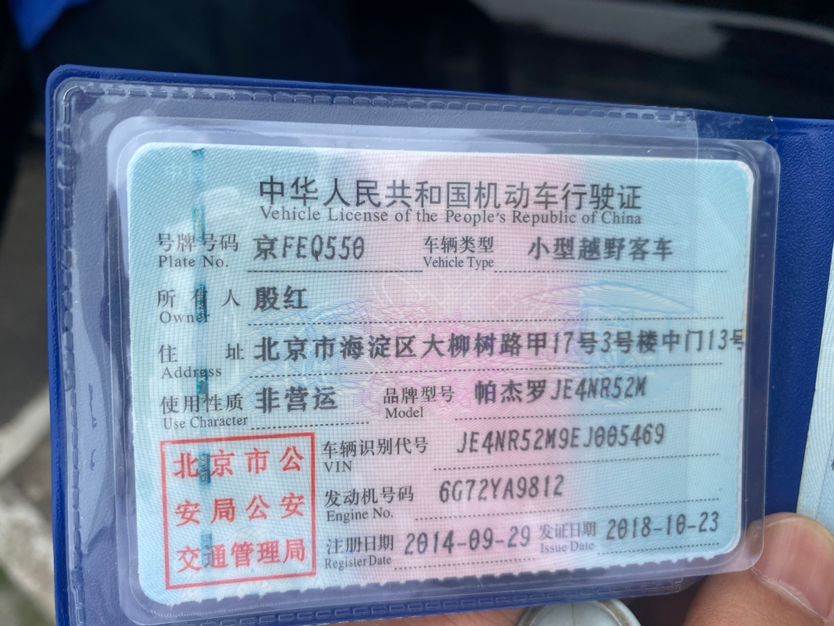 中华人民共和国机动车行驶证
Vehicle License of the People's Republic of China
号牌号码 京FEQ550 车辆类型 小型越野客车
Plate No. Vehicle Type
所有人 殷红
Owner
住址 北京市海淀区大柳树路甲17号3号楼中门13号
Address
使用性质 非营运 品牌型号 帕杰罗JE4NR52M
Use Character Model
北京市公
安局公安
交通管理局
车辆识别代号 JE4NR52M9EJ005469
VIN
发动机号码 6G72YA9812
Engine No.
注册日期 2014-09-29 发证日期 2018-10-23
Register Date Issue Date